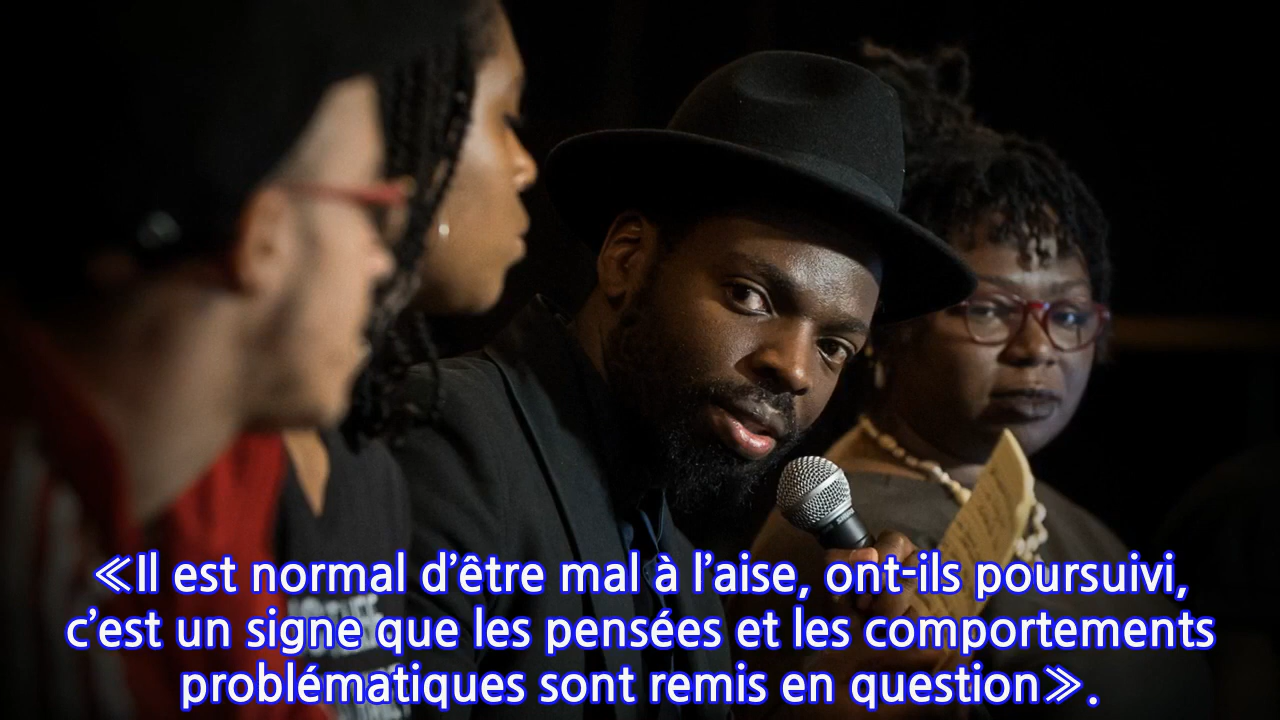 ≪Il est normal d’être mal à l’aise, ont-ils poursuivi,
c’est un signe que les pensées et les comportements
problématiques sont remis en question≫.